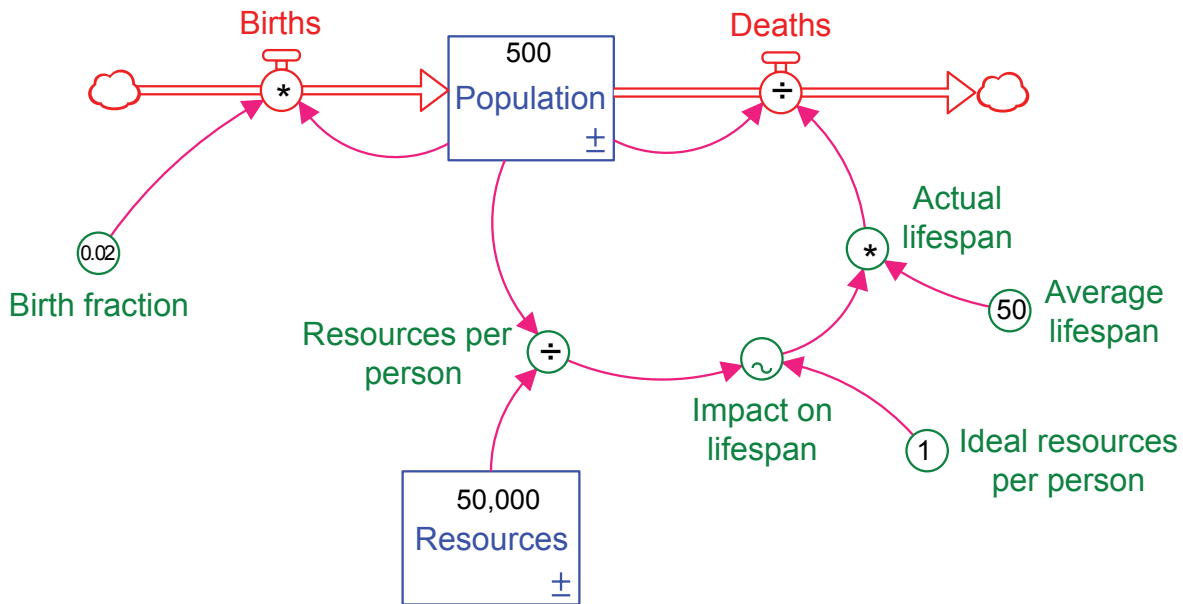 Births
Deaths
500
Population
±
*
÷
0.02
Birth fraction
Actual
lifespan
*
50
Average
lifespan
Resources per
person
÷
~
Impact on
lifespan
1
Ideal resources
per person
50,000
Resources
±